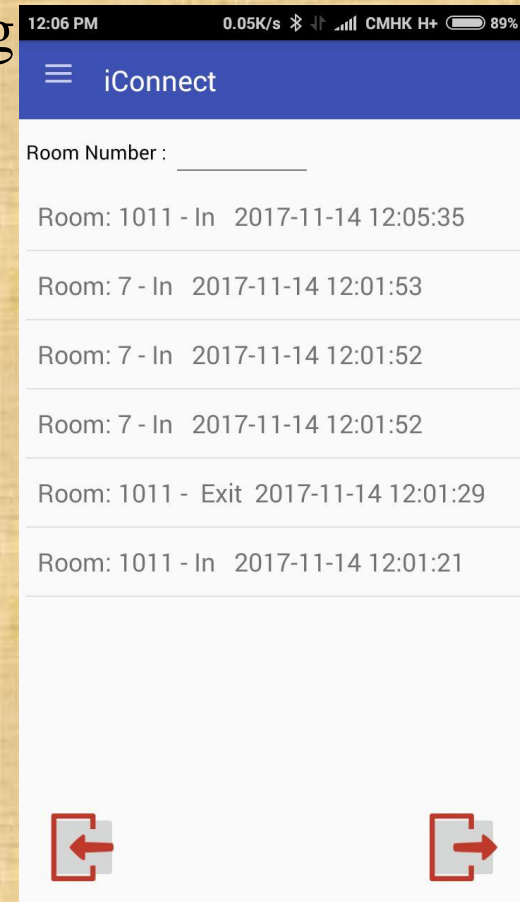 g
12:06 PM 0.05K/s CMHK H+ 89%
iConnect
Room Number :
Room: 1011 - In 2017-11-14 12:05:35
Room: 7 - In 2017-11-14 12:01:53
Room: 7 - In 2017-11-14 12:01:52
Room: 7 - In 2017-11-14 12:01:52
Room: 1011 - Exit 2017-11-14 12:01:29
Room: 1011 - In 2017-11-14 12:01:21